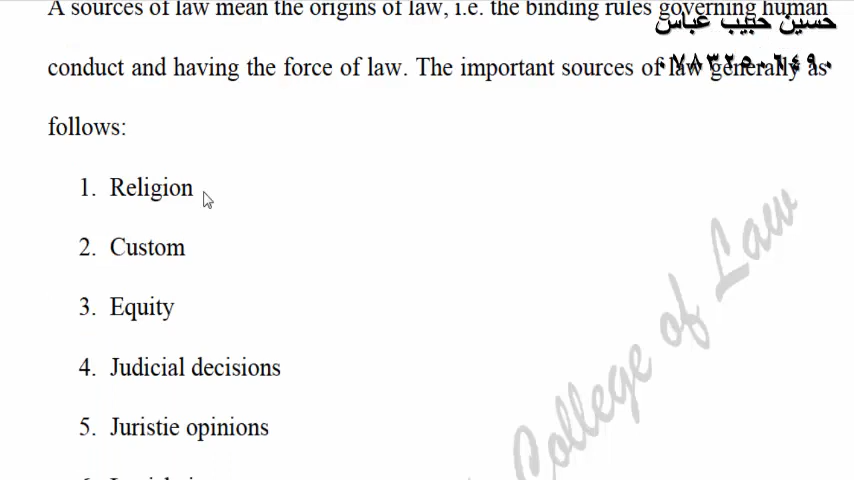 A sources of law mean the origins of law, i.e. the binding rules governing human
حسين حبيب عباس
conduct and having the force of law. The important sources of law generally as
٠٧٨٣٢٥٠٦٤٩٠
follows:
1. Religion
2. Custom
3. Equity
4. Judicial decisions
5. Juristie opinions
College of Law